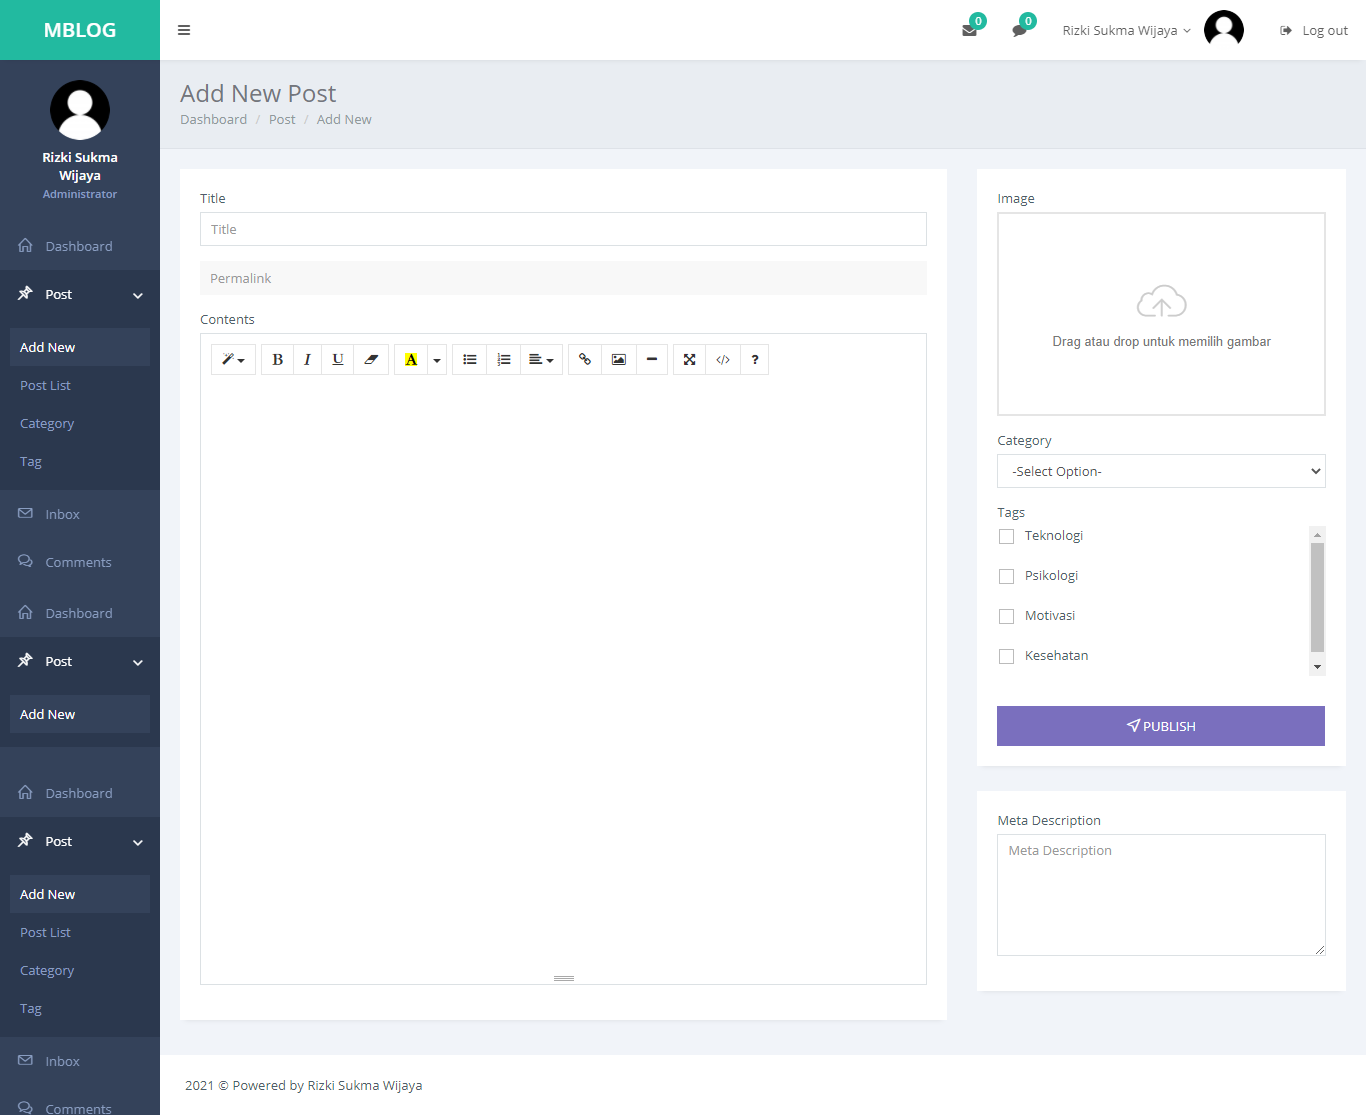 MBLOG
0
0
Rizki Sukma Wijaya
Log out
Rizki Sukma
Wijaya
Administrator
Dashboard
Post
Add New
Post List
Category
Tag
Inbox
Comments
Dashboard
Post
Add New
Dashboard
Post
Add New
Post List
Category
Tag
Inbox
Comments
Add New Post
Dashboard / Post / Add New
Title
Title
Permalink
Contents
B I U A </> ?
Image
Drag atau drop untuk memilih gambar
Category
-Select Option-
Tags
Teknologi
Psikologi
Motivasi
Kesehatan
PUBLISH
Meta Description
Meta Description
2021 © Powered by Rizki Sukma Wijaya